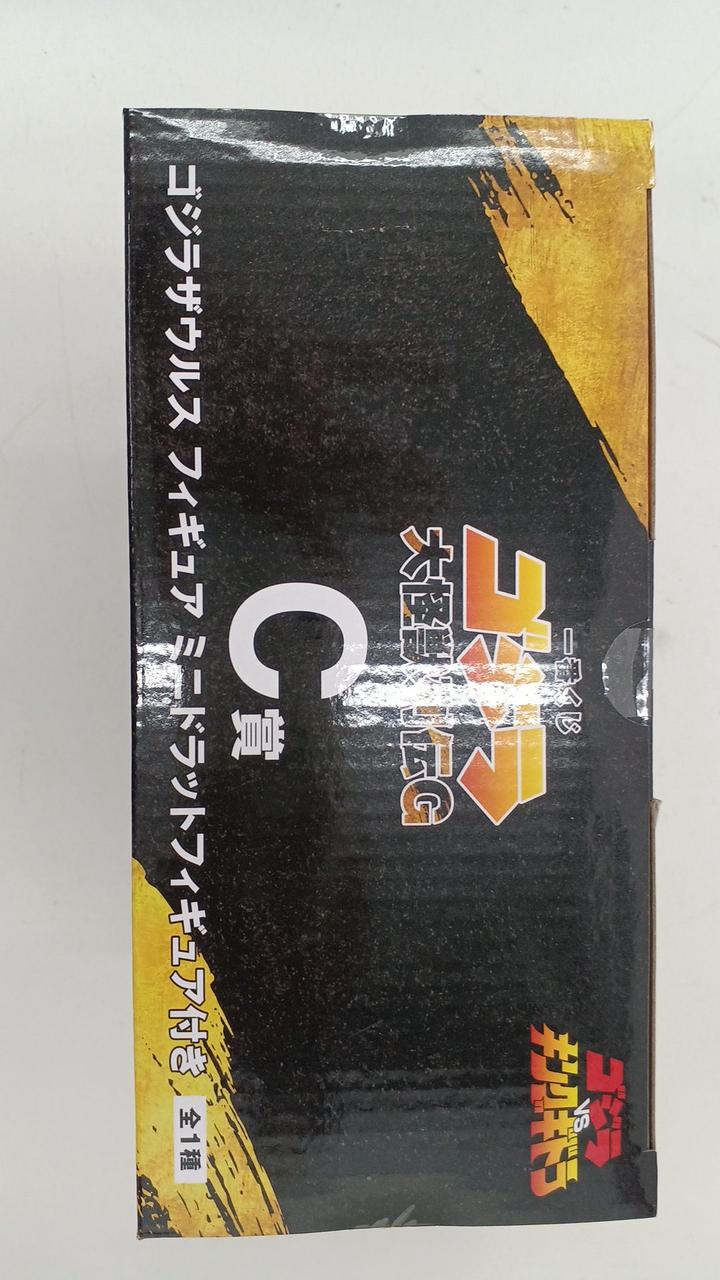 一番くじ
ゴジラ
大怪獣列伝G
C賞
ゴジラザウルス フィギュア ミニドラットフィギュア付き 全1種
ゴジラ
VS
キングギドラ